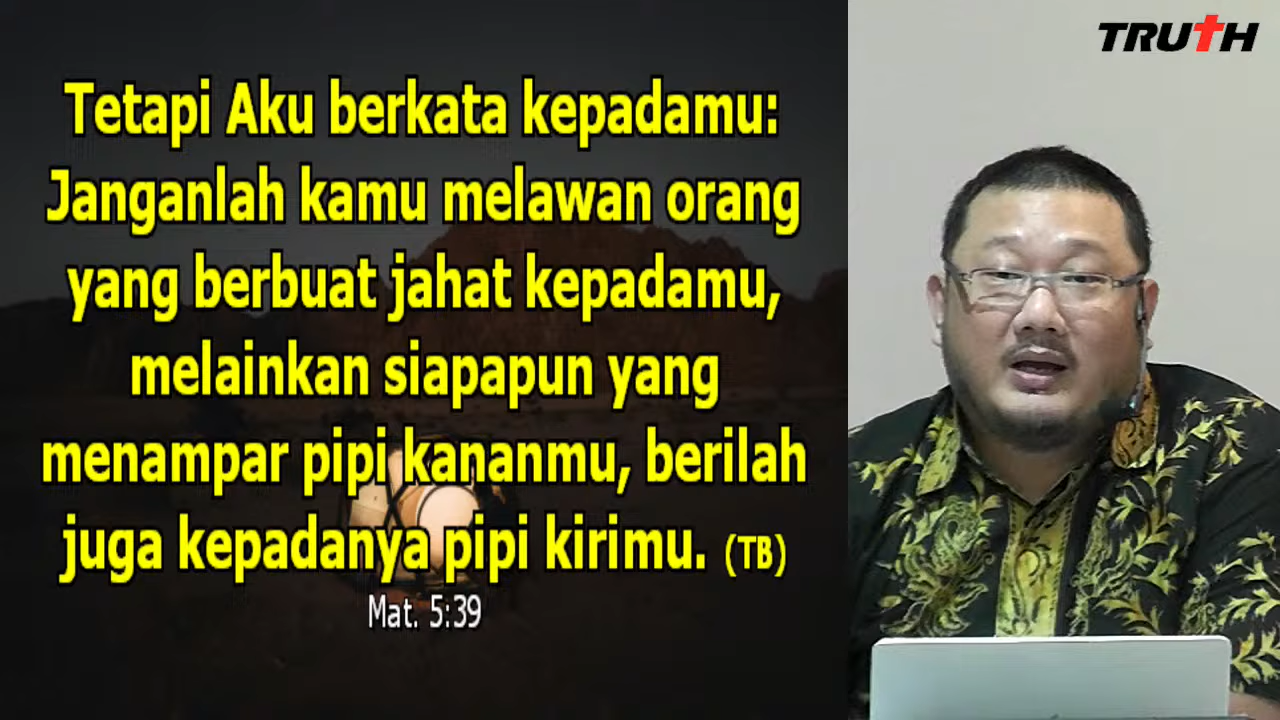 Tetapi Aku berkata kepadamu:
Janganlah kamu melawan orang
yang berbuat jahat kepadamu,
melainkan siapapun yang
menampar pipi kananmu, berilah
juga kepadanya pipi kirimu. (TB)
Mat. 5:39
TRUTH